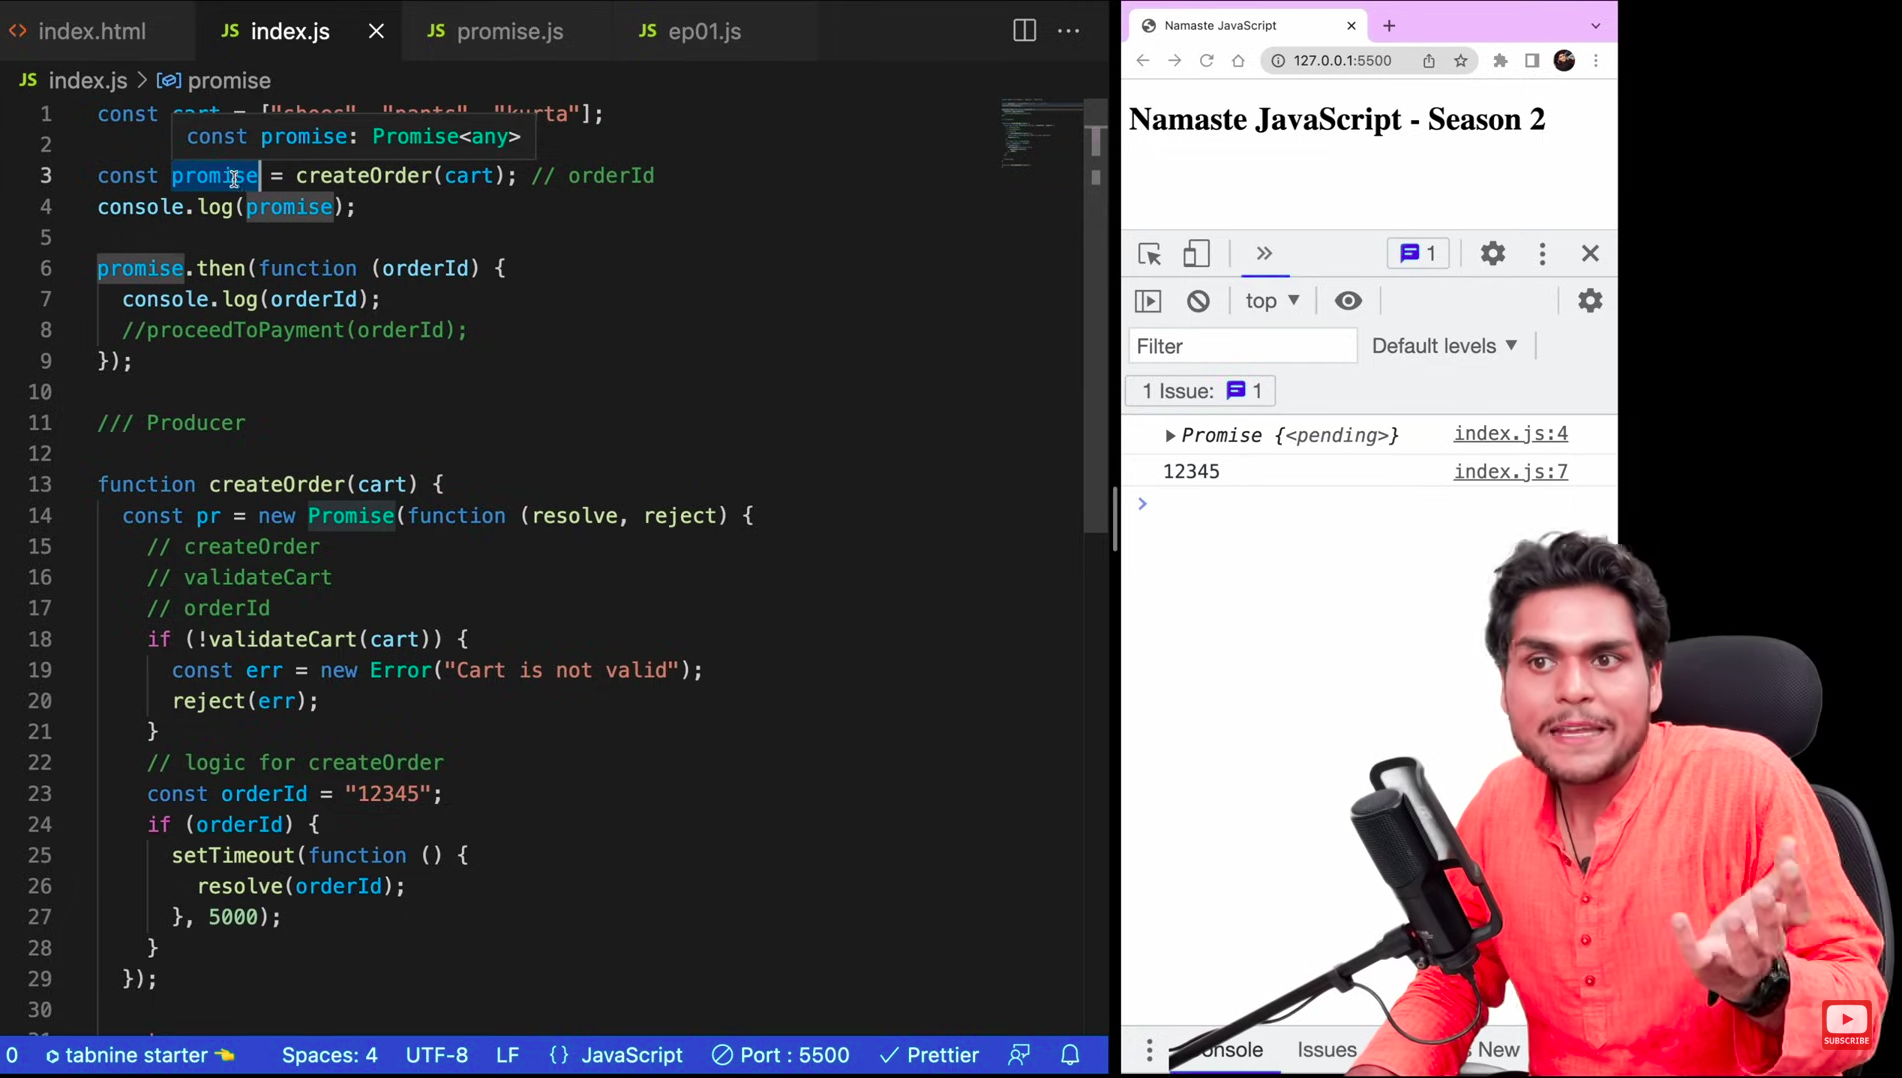 index.html
index.js
promise.js
ep01.js
index.js > promise
1 const cart = ["shoes", "pants", "kurta"];
const promise: Promise<any>
2
3 const promise = createOrder(cart); // orderId
4 console.log(promise);
5
6 promise.then(function (orderId) {
7 console.log(orderId);
8 //proceedToPayment(orderId);
9 });
10
11 /// Producer
12
13 function createOrder(cart) {
14 const pr = new Promise(function (resolve, reject) {
15 // createOrder
16 // validateCart
17 // orderId
18 if (!validateCart(cart)) {
19 const err = new Error("Cart is not valid");
20 reject(err);
21 }
22 // logic for createOrder
23 const orderId = "12345";
24 if (orderId) {
25 setTimeout(function () {
26 resolve(orderId);
27 }, 5000);
28 }
29 });
30
0 tabnine starter Spaces: 4 UTF-8 LF {} JavaScript Port : 5500 Prettier
Namaste JavaScript
127.0.0.1:5500
Namaste JavaScript - Season 2
1
top
Filter
Default levels
1 Issue: 1
Promise {<pending>} index.js:4
12345 index.js:7
Issues
New
SUBSCRIBE